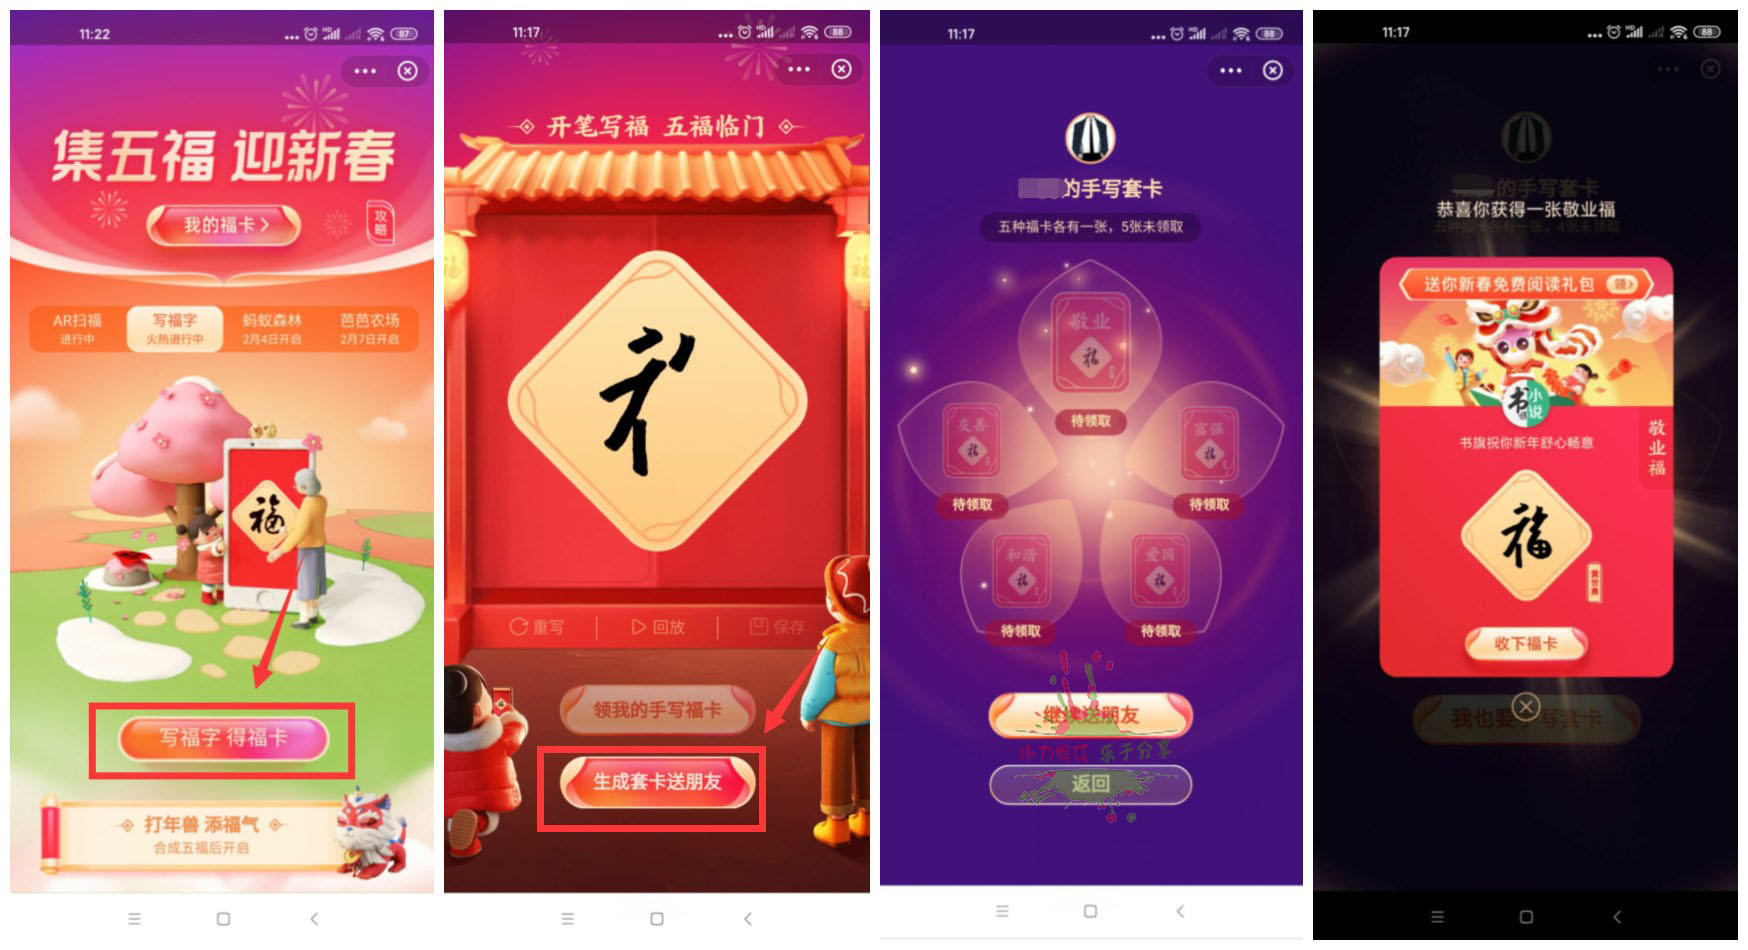 11:22
87
集五福 迎新春
我的福卡 >
攻略
AR扫福
进行中
写福字
火热进行中
蚂蚁森林
2月4日开启
芭芭农场
2月7日开启
福
写福字 得福卡
打年兽 添福气
合成五福后开启
11:17
HD
88
开笔写福 五福临门
福
福
重写
回放
保存
领我的手写福卡
生成套卡送朋友
11:17
HD
88
的手写套卡
五种福卡各有一张，5张未领取
敬业
福
待领取
友善
福
待领取
富强
福
待领取
和谐
福
待领取
爱国
福
待领取
继续送朋友
小刀娱乐 乐于分享
返回
11:17
HD
88
的手写套卡
恭喜你获得一张敬业福
五种福卡各有一张，4张未领取
送你新春免费阅读礼包
领>
书旗小说
书旗祝你新年舒心畅意
敬业福
福
收下福卡
我也要手写套卡